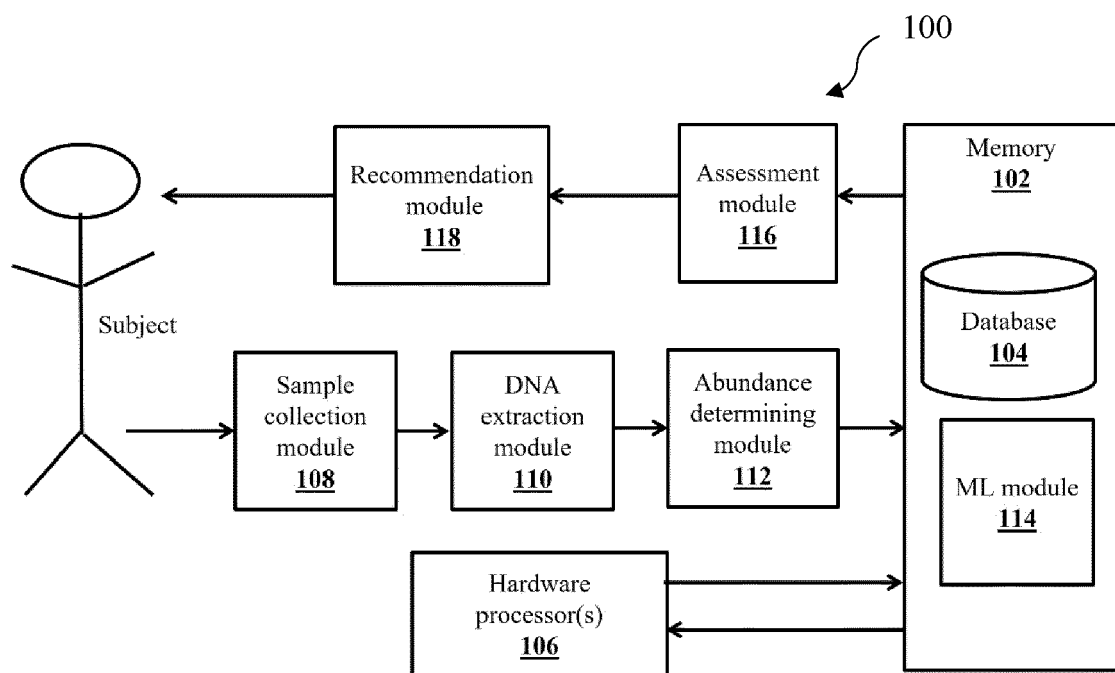 100
Recommendation
module
118
Assessment
module
116
Memory
102
Database
104
ML module
114
Subject
Sample
collection
module
108
DNA
extraction
module
110
Abundance
determining
module
112
Hardware
processor(s)
106